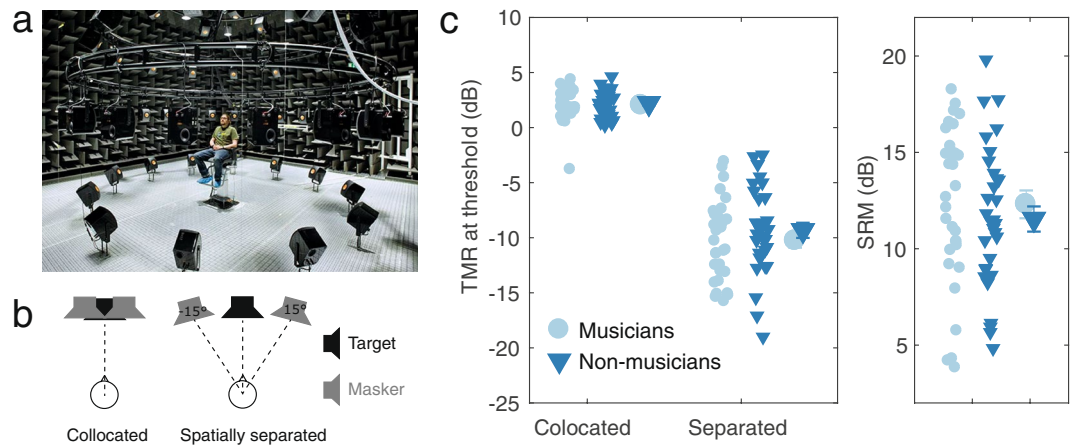 a
b
-15°
15°
Target
Masker
Collocated
Spatially separated
c
TMR at threshold (dB)
10
5
0
-5
-10
-15
-20
-25
Musicians
Non-musicians
Colocated
Separated
SRM (dB)
20
15
10
5